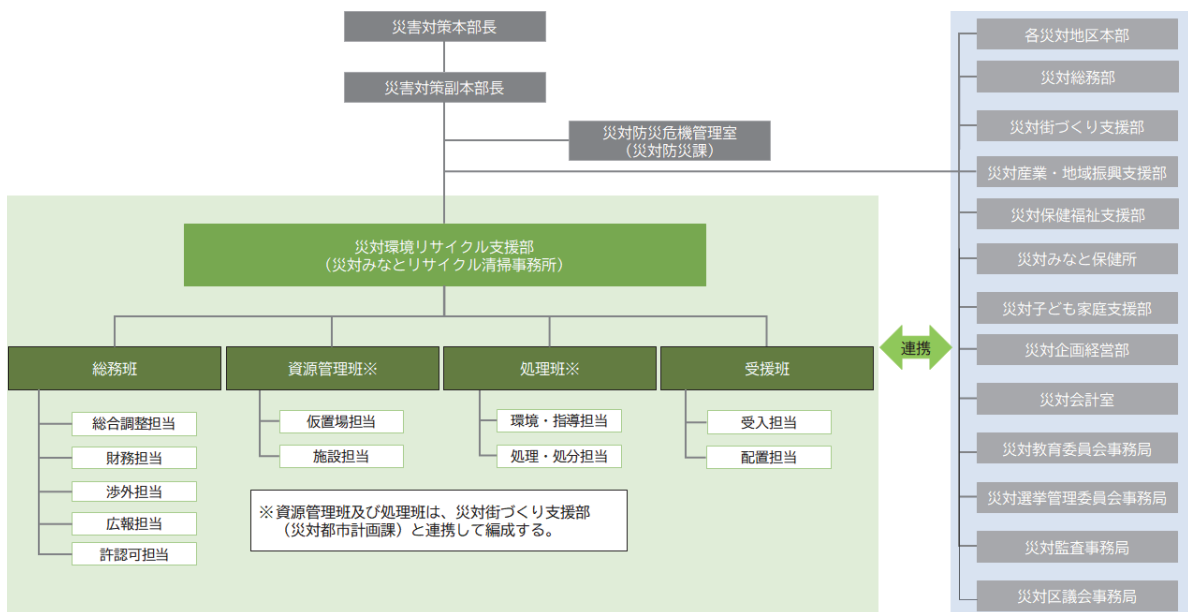 災害対策本部長
災害対策副本部長
災対防災危機管理室
（災対防災課）
災対環境リサイクル支援部
（災対みなとリサイクル清掃事務所）
総務班
資源管理班※
処理班※
受援班
総合調整担当
財務担当
渉外担当
広報担当
許認可担当
仮置場担当
施設担当
環境・指導担当
処理・処分担当
受入担当
配置担当
※資源管理班及び処理班は、災対街づくり支援部
（災対都市計画課）と連携して編成する。
連携
各災対地区本部
災対総務部
災対街づくり支援部
災対産業・地域振興支援部
災対保健福祉支援部
災対みなと保健所
災対子ども家庭支援部
災対企画経営部
災対会計室
災対教育委員会事務局
災対選挙管理委員会事務局
災対監査事務局
災対区議会事務局